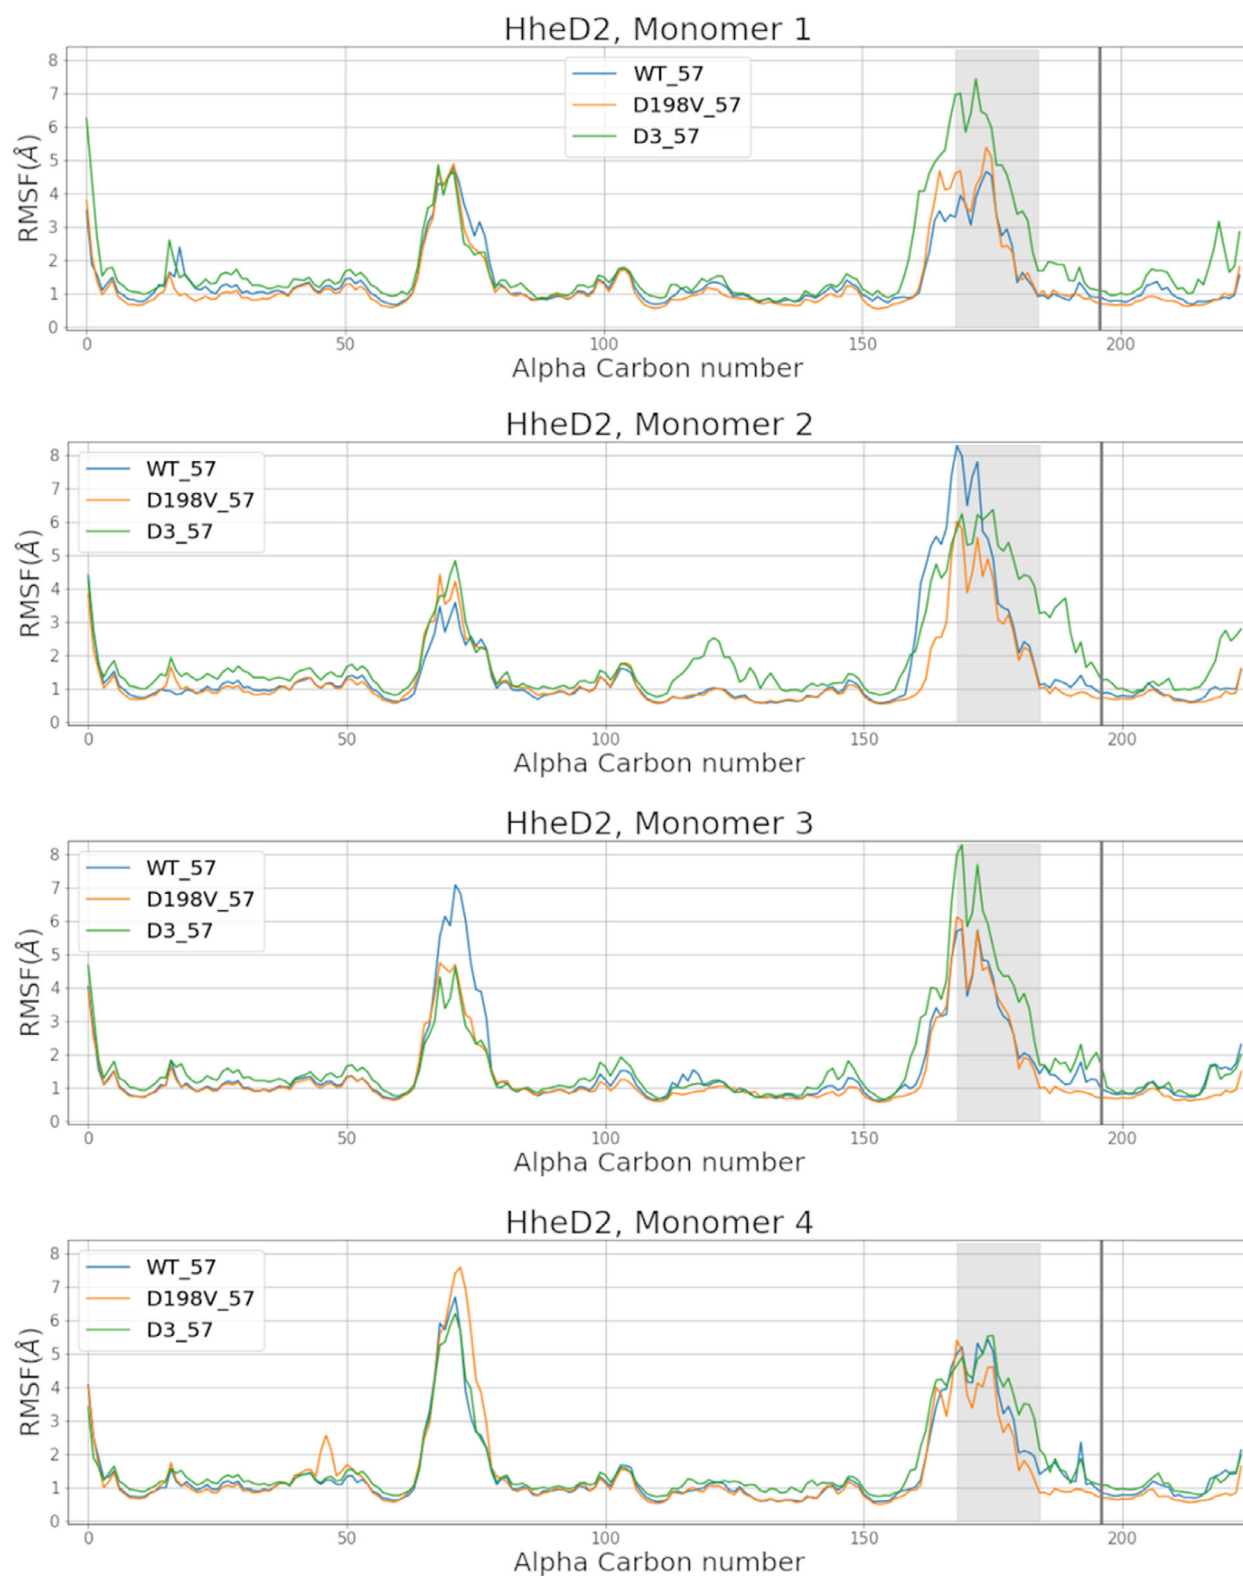 HheD2, Monomer 1
8
7
6
5
4
3
2
1
0
RMSF(Å)
WT_57
D198V_57
D3_57
0 50 100 150 200
Alpha Carbon number
HheD2, Monomer 2
8
7
6
5
4
3
2
1
0
RMSF(Å)
WT_57
D198V_57
D3_57
0 50 100 150 200
Alpha Carbon number
HheD2, Monomer 3
8
7
6
5
4
3
2
1
0
RMSF(Å)
WT_57
D198V_57
D3_57
0 50 100 150 200
Alpha Carbon number
HheD2, Monomer 4
8
7
6
5
4
3
2
1
0
RMSF(Å)
WT_57
D198V_57
D3_57
0 50 100 150 200
Alpha Carbon number